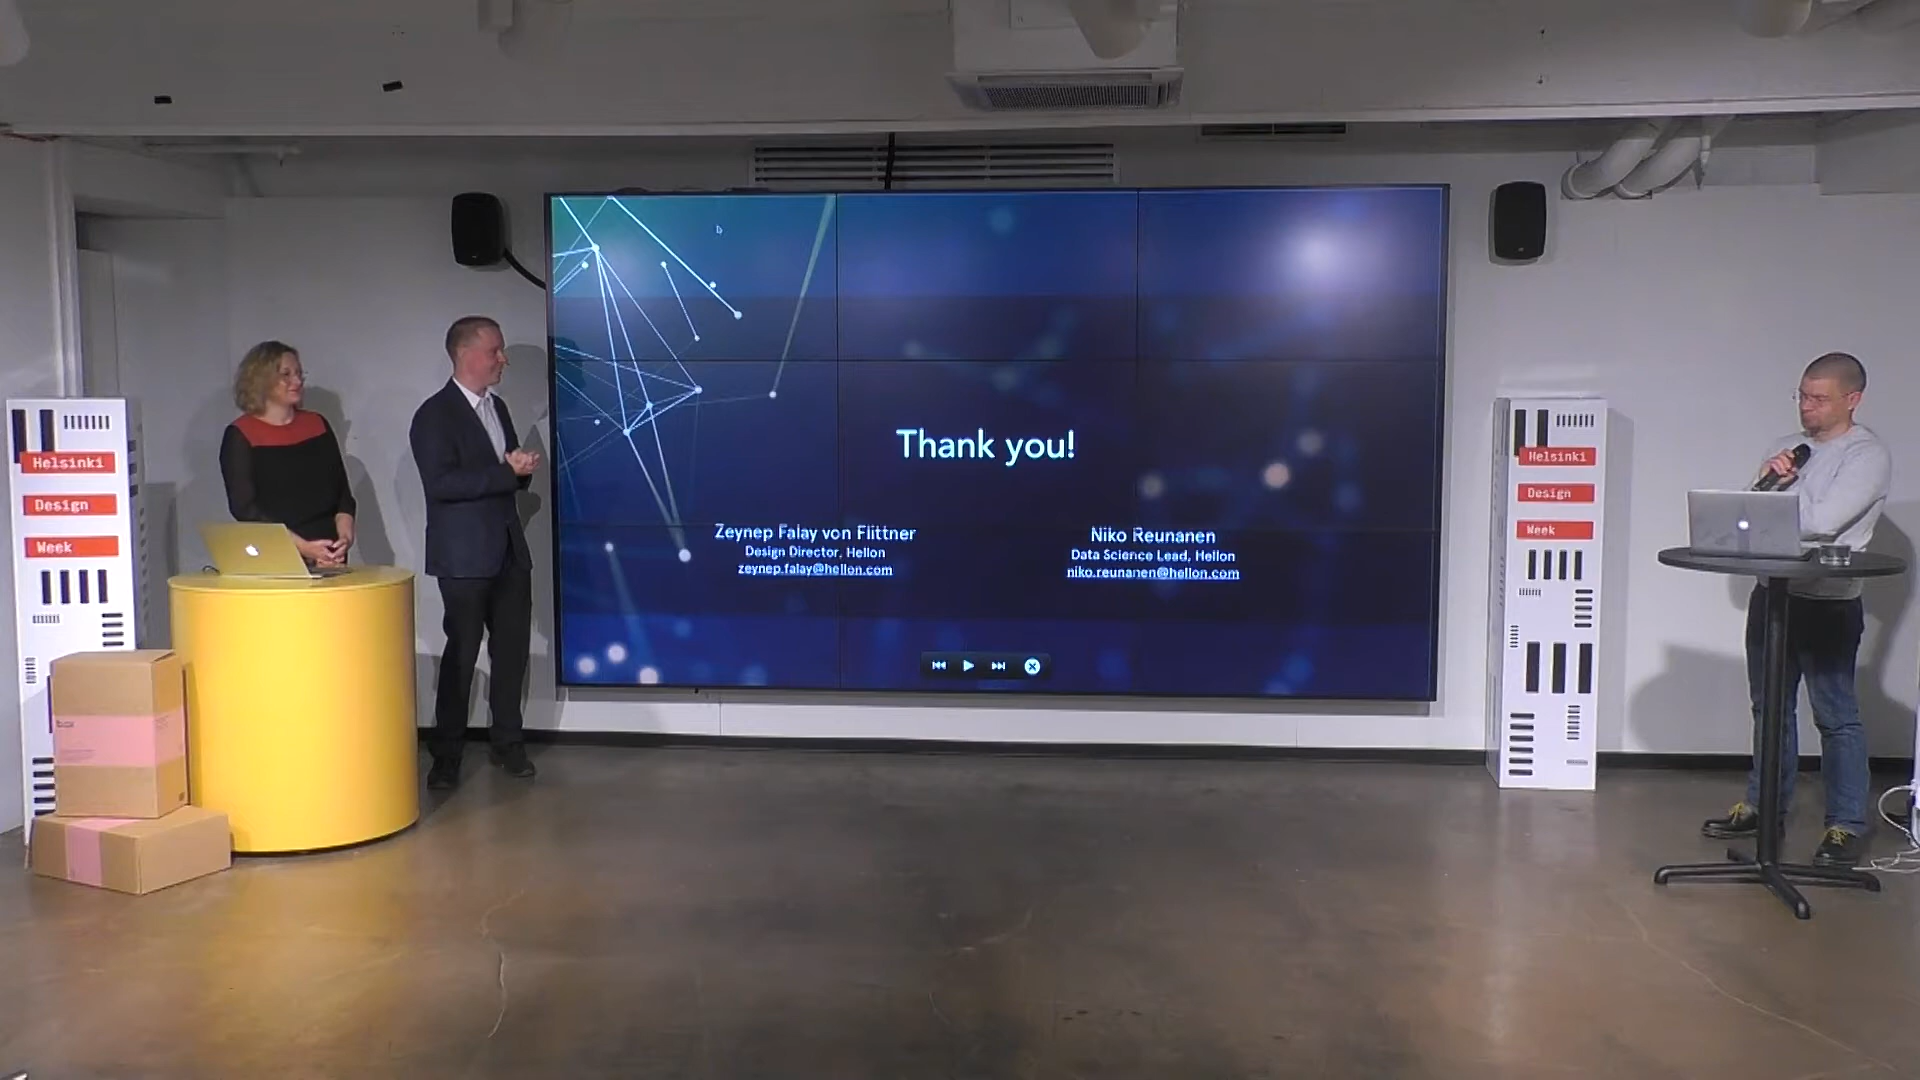 Thank you!
Zeynep Falay von Flittner
Design Director, Hellon
zeynep.falay@hellon.com
Niko Reunanen
Data Science Lead, Hellon
niko.reunanen@hellon.com
Helsinki
Design
Week
Helsinki
Design
Week